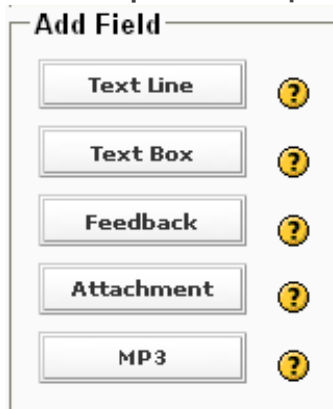 Add Field
Text Line ?
Text Box ?
Feedback ?
Attachment ?
MP3 ?